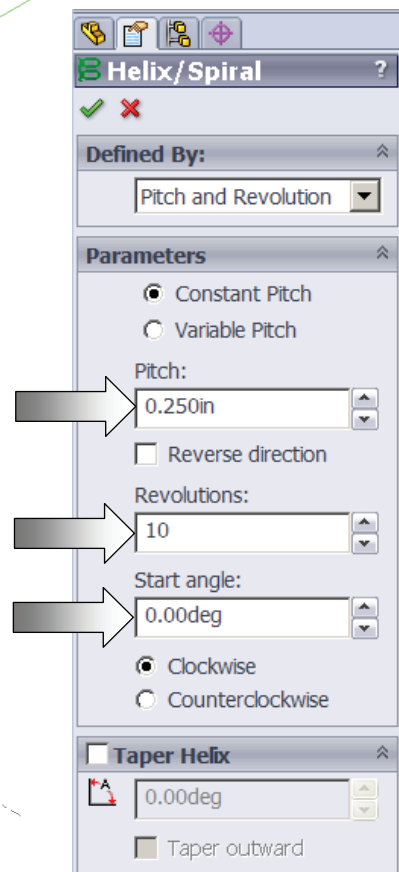 Helix/Spiral ?
Defined By:
Pitch and Revolution
Parameters
Constant Pitch
Variable Pitch
Pitch:
0.250in
Reverse direction
Revolutions:
10
Start angle:
0.00deg
Clockwise
Counterclockwise
Taper Helix
A
0.00deg
Taper outward